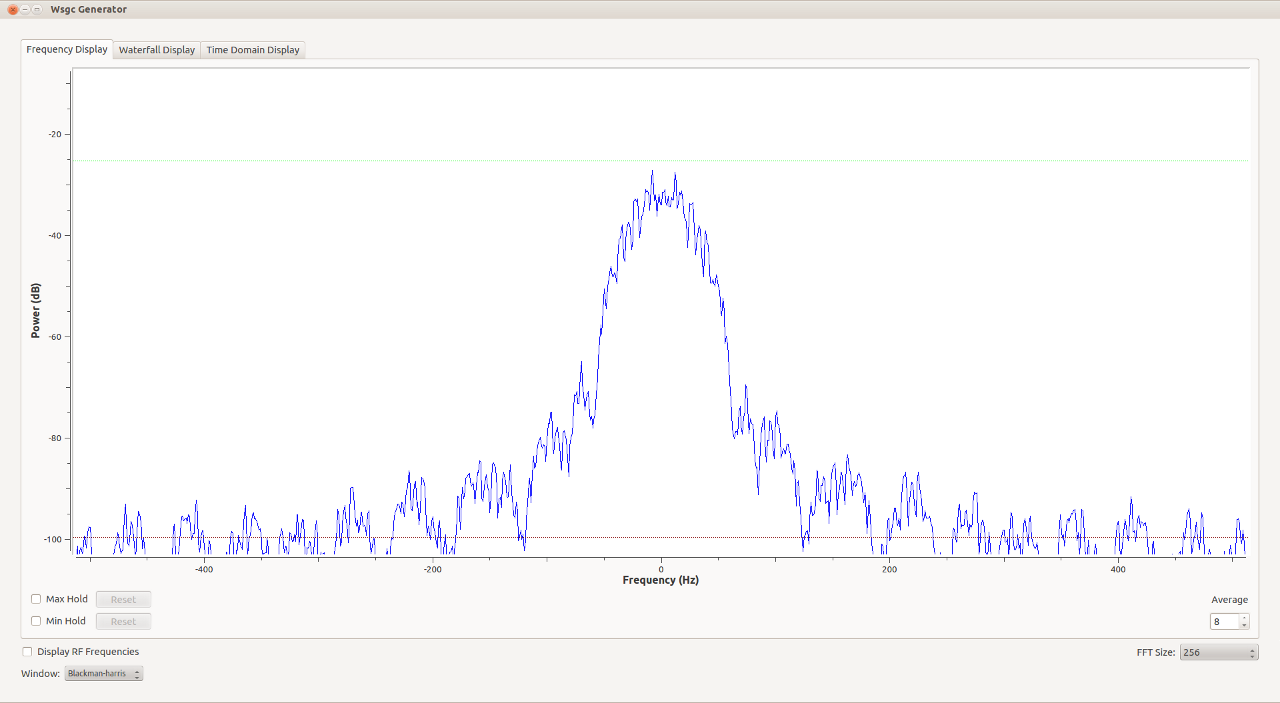 Wsgc Generator
Frequency Display Waterfall Display Time Domain Display
-20
-40
-60
-80
-100
Power (dB)
-400 -200 0 200 400
Frequency (Hz)
Max Hold Reset Average
Min Hold Reset 8
Display RF Frequencies FFT Size: 256
Window: Blackman-harris